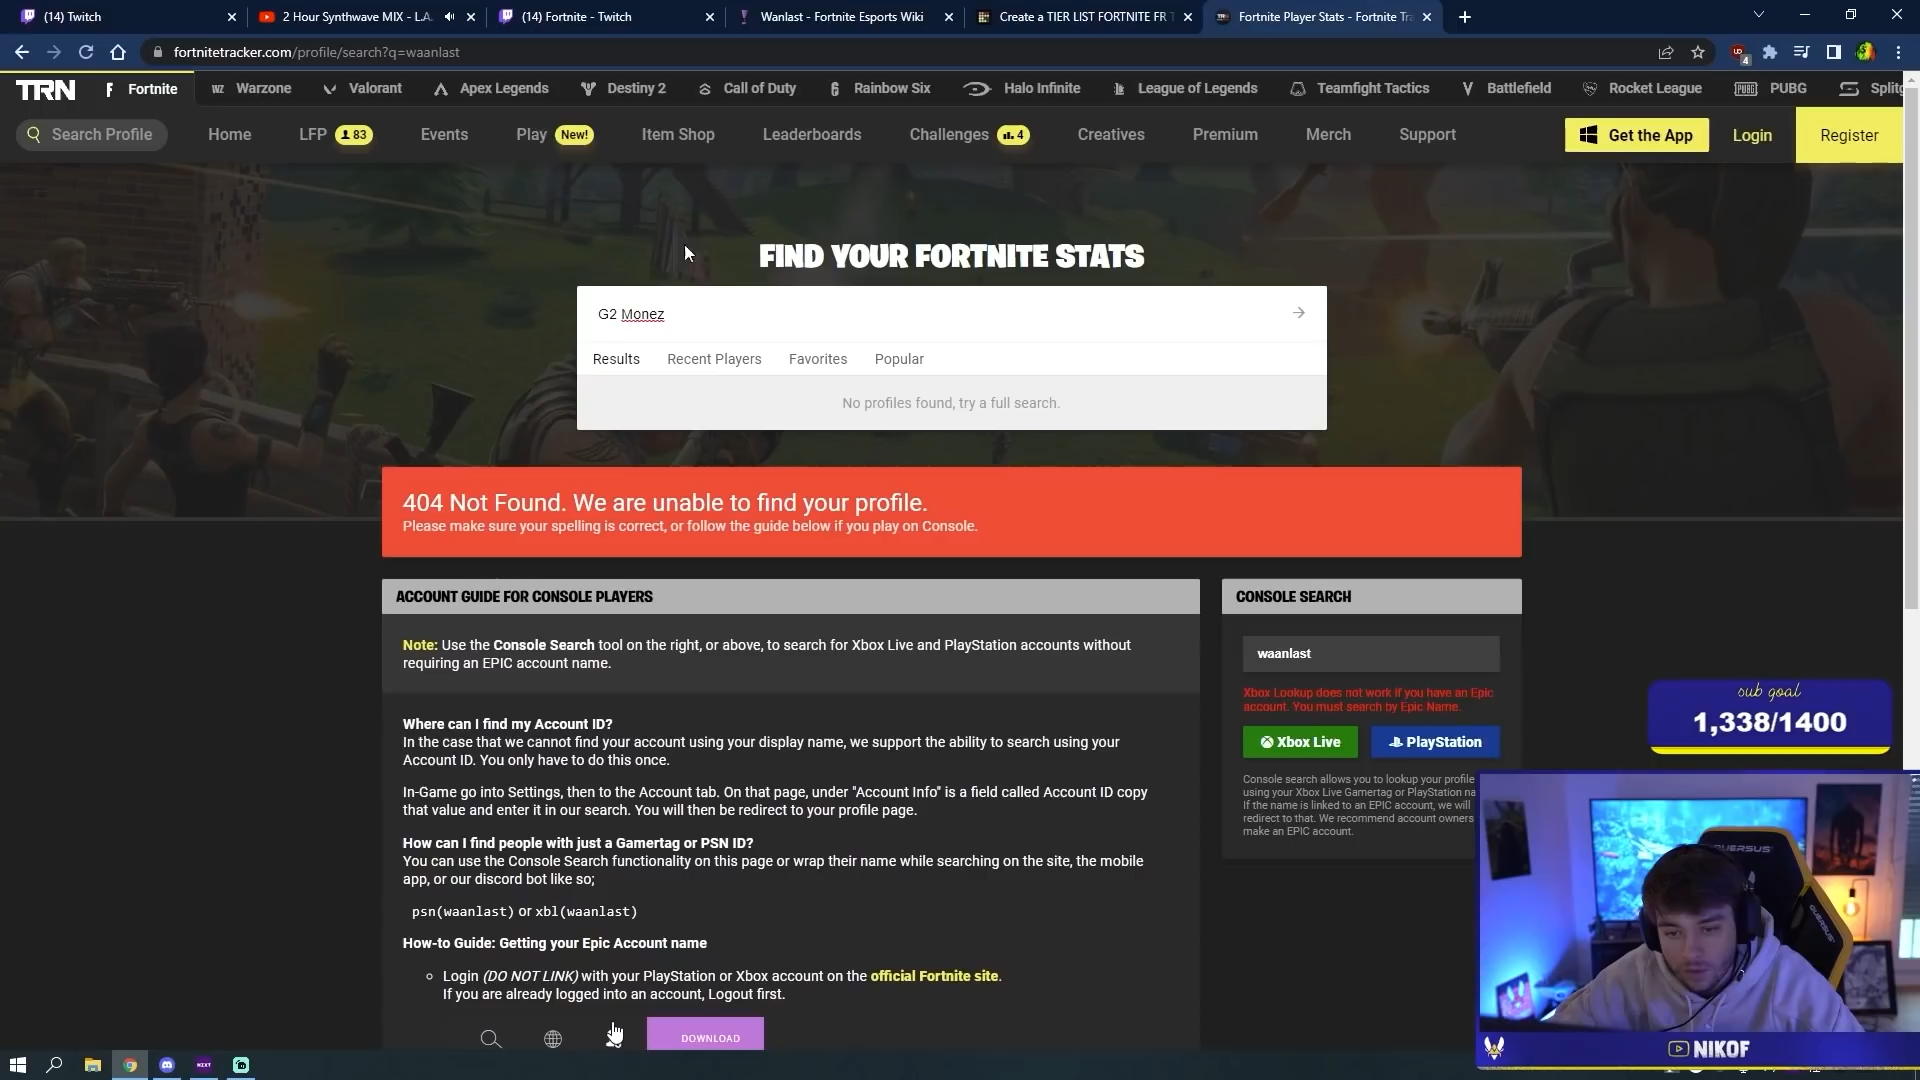 (14) Twitch
2 Hour Synthwave MIX - L.A.
(14) Fortnite - Twitch
Wanlast - Fortnite Esports Wiki
Create a TIER LIST FORTNITE FR T
Fortnite Player Stats - Fortnite Tra
fortnitetracker.com/profile/search?q=waanlast
4
TRN
Fortnite
WZ Warzone
Valorant
Apex Legends
Destiny 2
Call of Duty
Rainbow Six
Halo Infinite
League of Legends
Teamfight Tactics
Battlefield
Rocket League
PUBG
Splitg
Search Profile
Home
LFP 83
Events
Play New!
Item Shop
Leaderboards
Challenges 4
Creatives
Premium
Merch
Support
Get the App
Login
Register
FIND YOUR FORTNITE STATS
G2 Monez
Results
Recent Players
Favorites
Popular
No profiles found, try a full search.
404 Not Found. We are unable to find your profile.
Please make sure your spelling is correct, or follow the guide below if you play on Console.
ACCOUNT GUIDE FOR CONSOLE PLAYERS
Note: Use the Console Search tool on the right, or above, to search for Xbox Live and PlayStation accounts without
requiring an EPIC account name.
Where can I find my Account ID?
In the case that we cannot find your account using your display name, we support the ability to search using your
Account ID. You only have to do this once.
In-Game go into Settings, then to the Account tab. On that page, under "Account Info" is a field called Account ID copy
that value and enter it in our search. You will then be redirect to your profile page.
How can I find people with just a Gamertag or PSN ID?
You can use the Console Search functionality on this page or wrap their name while searching on the site, the mobile
app, or our discord bot like so;
psn(waanlast) or xbl(waanlast)
How-to Guide: Getting your Epic Account name
Login (DO NOT LINK) with your PlayStation or Xbox account on the official Fortnite site.
If you are already logged into an account, Logout first.
DOWNLOAD
CONSOLE SEARCH
waanlast
Xbox Lookup does not work if you have an Epic
account. You must search by Epic Name.
Xbox Live
PlayStation
Console search allows you to lookup your profile
using your Xbox Live Gamertag or PlayStation na
If the name is linked to an EPIC account, we will
redirect to that. We recommend account owners
make an EPIC account.
sub goal
1,338/1400
QUERSUS
QUERSUS
NIKOF